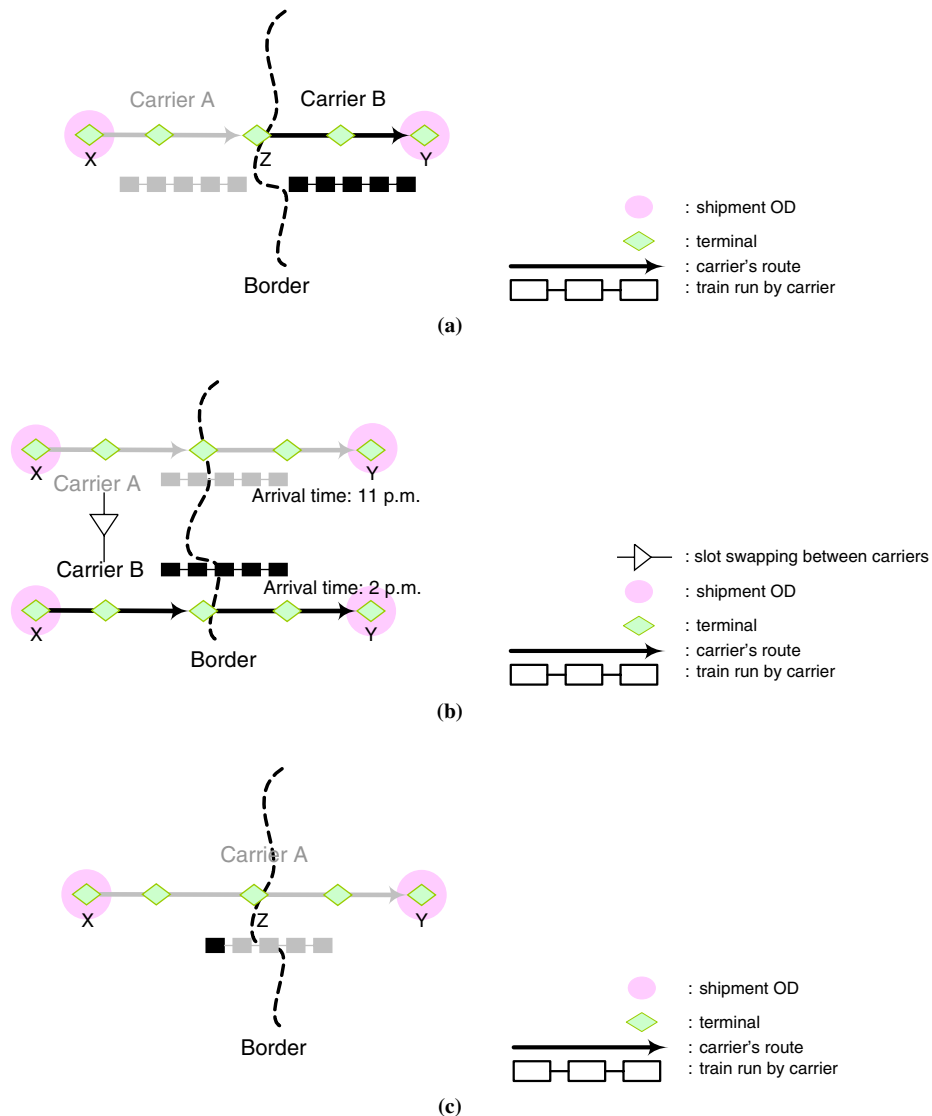 Carrier A
Carrier B
X
Z
Y
Border
: shipment OD
: terminal
: carrier's route
: train run by carrier
(a)
X
Y
Carrier A
Arrival time: 11 p.m.
Carrier B
Arrival time: 2 p.m.
X
Y
Border
: slot swapping between carriers
: shipment OD
: terminal
: carrier's route
: train run by carrier
(b)
Carrier A
X
Z
Y
Border
: shipment OD
: terminal
: carrier's route
: train run by carrier
(c)